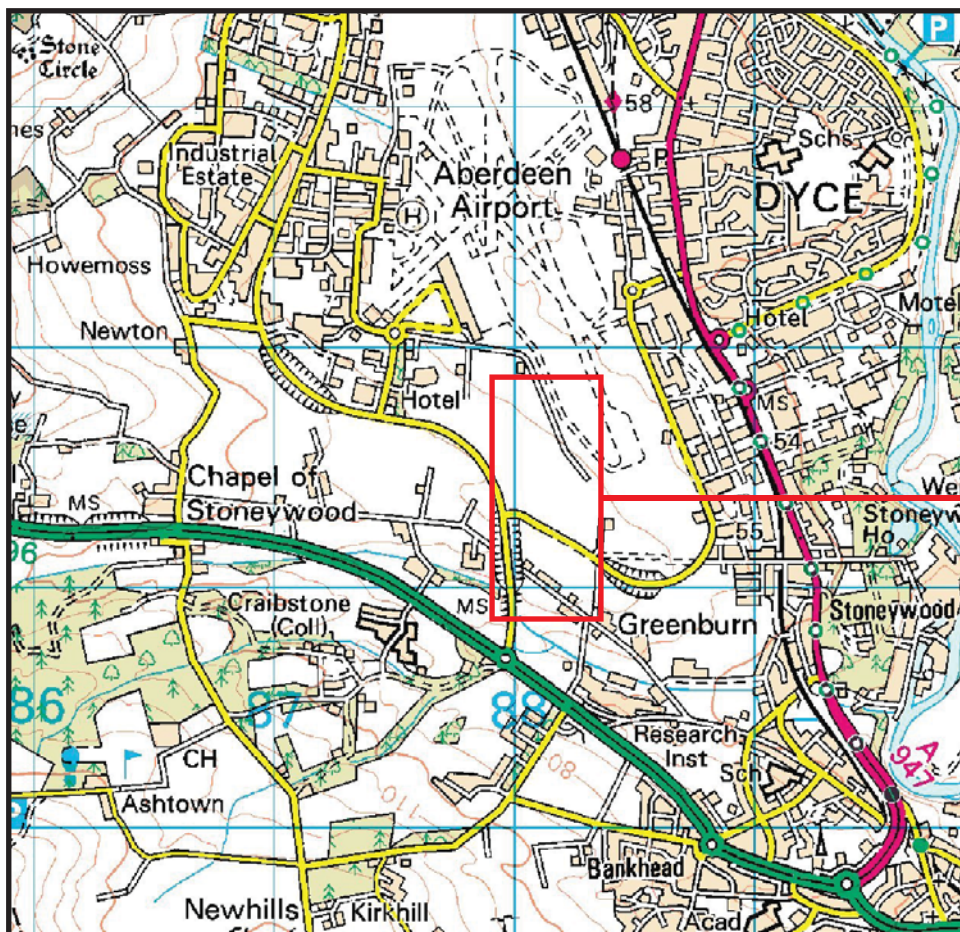 Stone
Circle
P
58
P
Schs
nes
Industrial
Estate
Aberdeen
Airport
H
DYCE
Howemoss
Newton
Hotel
Motel
Hotel
MS
54
Chapel of
Stoneywood
MS
We
Stoneyw
Ho
55
96
Craibstone
(Coll)
MS
Greenburn
Stoneywood
86
87
88
CH
Research
Inst
A
947
Sch
80
110
Ashtown
Bankhead
Newhills
Kirkhill
Acad